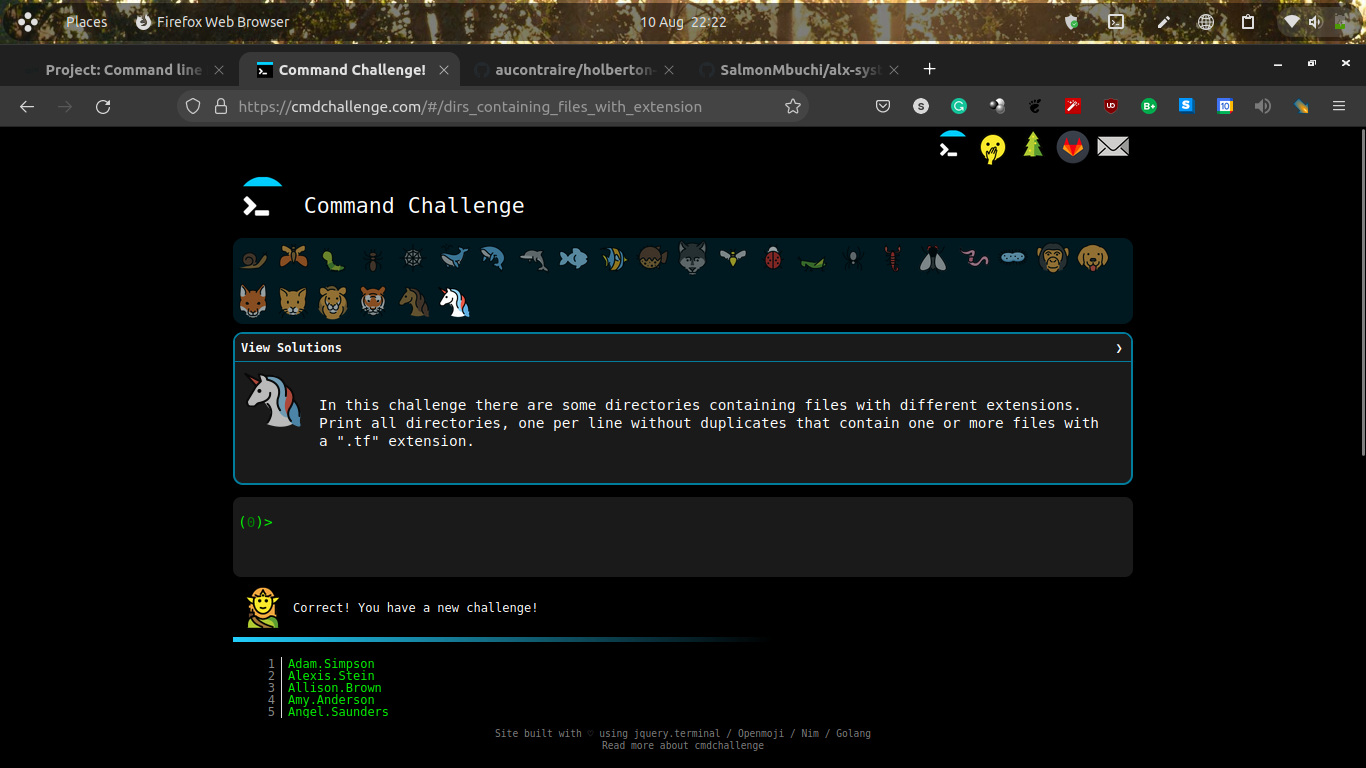 Places
Firefox Web Browser
10 Aug 22:22
Project: Command line
Command Challenge!
aucontraire/holberton-
SalmonMbuchi/alx-syst
https://cmdchallenge.com/#/dirs_containing_files_with_extension
S
UD
B+
S
10
Command Challenge
View Solutions
In this challenge there are some directories containing files with different extensions.
Print all directories, one per line without duplicates that contain one or more files with
a ".tf" extension.
(0)>
Correct! You have a new challenge!
1 Adam.Simpson
2 Alexis.Stein
3 Allison.Brown
4 Amy.Anderson
5 Angel.Saunders
Site built with ♡ using jquery.terminal / Openmoji / Nim / Golang
Read more about cmdchallenge